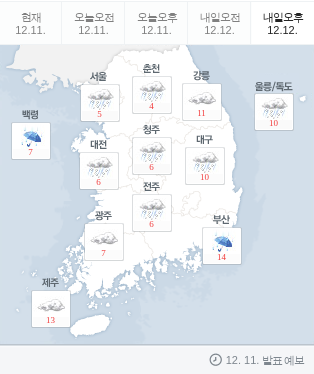 현재 오늘오전 오늘오후 내일오전 내일오후
12.11. 12.11. 12.11. 12.12. 12.12.
춘천
4
서울
5
강릉
11
울릉/독도
10
백령
7
청주
6
대전
6
대구
10
전주
6
광주
7
부산
14
제주
13
12. 11. 발표 예보